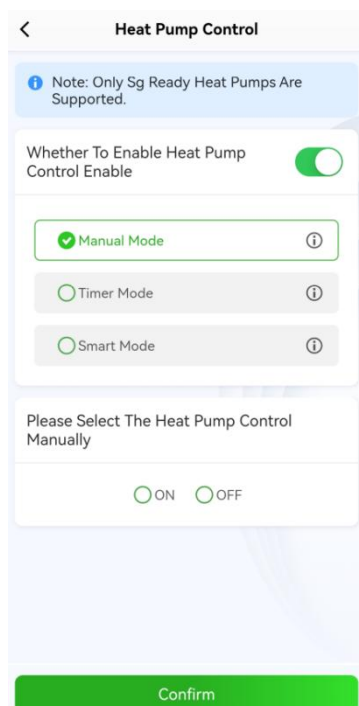 Heat Pump Control
Note: Only Sg Ready Heat Pumps Are
Supported.
Whether To Enable Heat Pump
Control Enable
Manual Mode
Timer Mode
Smart Mode
Please Select The Heat Pump Control
Manually
ON OFF
Confirm